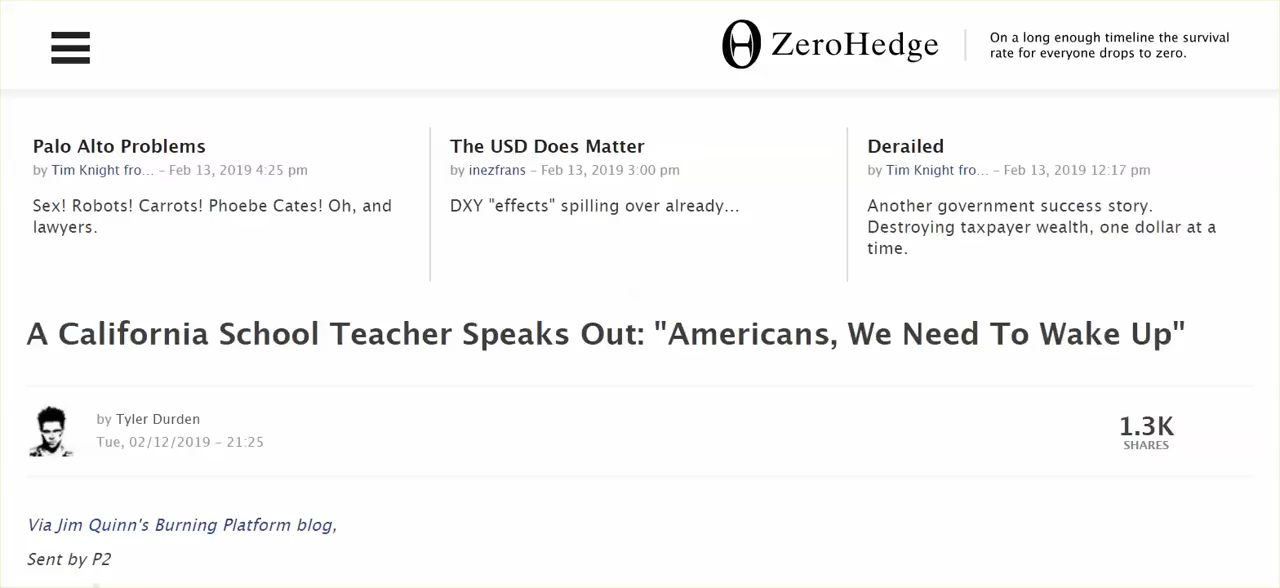 ZeroHedge
On a long enough timeline the survival
rate for everyone drops to zero.
Palo Alto Problems
by Tim Knight fro... – Feb 13, 2019 4:25 pm
Sex! Robots! Carrots! Phoebe Cates! Oh, and
lawyers.
The USD Does Matter
by inezfrans – Feb 13, 2019 3:00 pm
DXY "effects" spilling over already...
Derailed
by Tim Knight fro... – Feb 13, 2019 12:17 pm
Another government success story.
Destroying taxpayer wealth, one dollar at a
time.
A California School Teacher Speaks Out: "Americans, We Need To Wake Up"
by Tyler Durden
Tue, 02/12/2019 – 21:25
1.3K
SHARES
Via Jim Quinn's Burning Platform blog,
Sent by P2